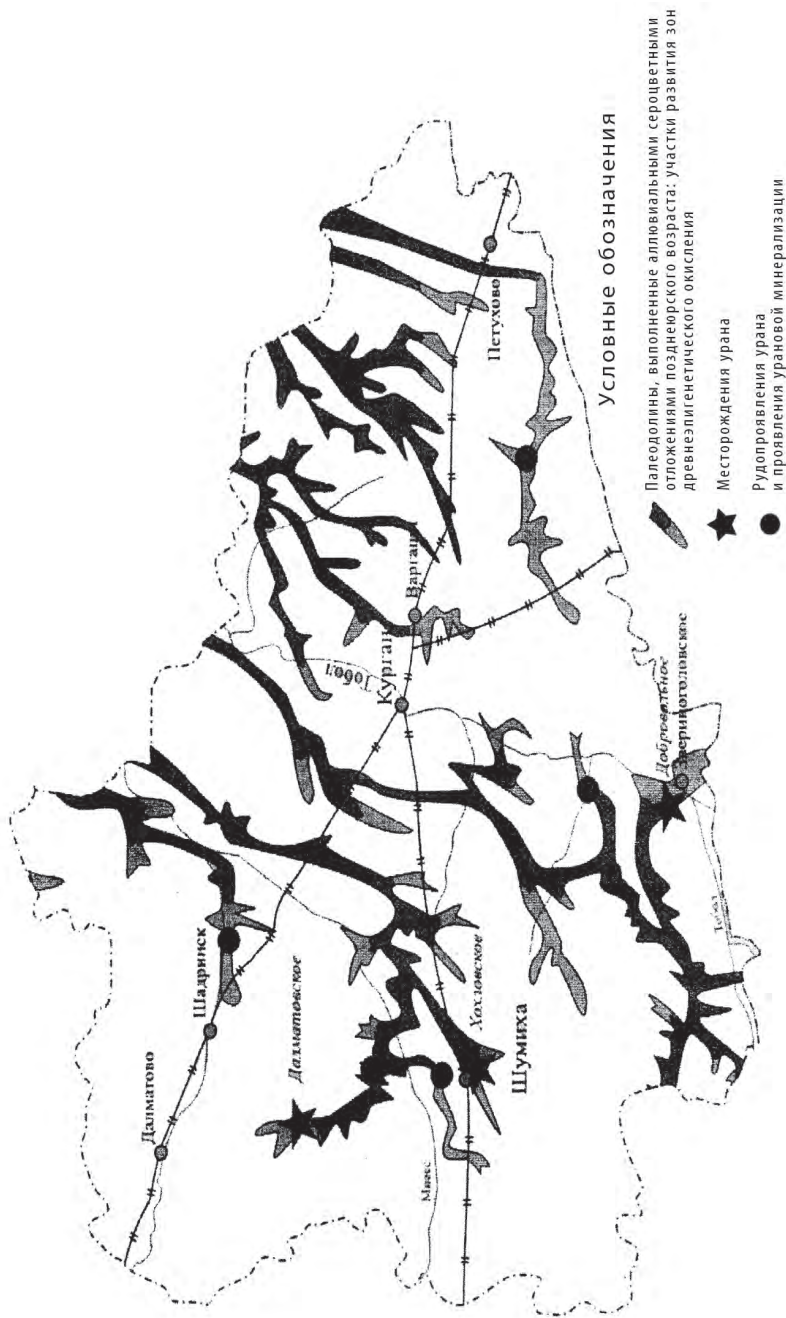 Далматово
Шадринск
Далматовское
Миасс
Хохловское
Шумиха
Тобол
Курган
Варгаши
Петухово
Добровольное
Звериноголовское
Тобол
Условные обозначения
Палеодолины, выполненные аллювиальными сероцветными
отложениями позднеюрского возраста: участки развития зон
древнеэпигенетического окисления
Месторождения урана
Рудопроявления урана
и проявления урановой минерализации